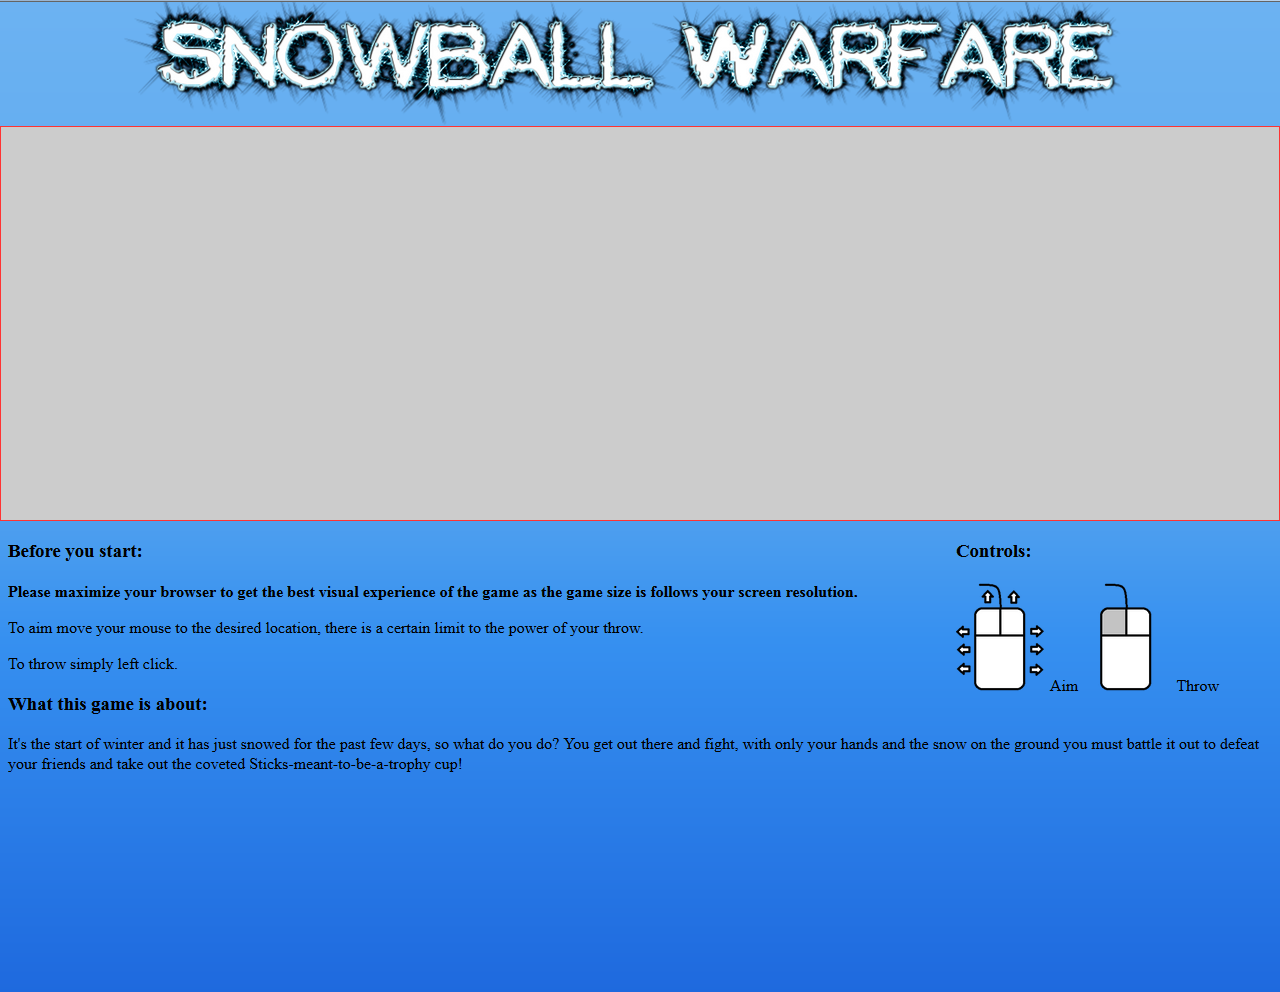 SNOWBALL WARFARE
Before you start:
Please maximize your browser to get the best visual experience of the game as the game size is follows your screen resolution.
To aim move your mouse to the desired location, there is a certain limit to the power of your throw.
To throw simply left click.
Controls:
Aim
Throw
What this game is about:
It's the start of winter and it has just snowed for the past few days, so what do you do? You get out there and fight, with only your hands and the snow on the ground you must battle it out to defeat
your friends and take out the coveted Sticks-meant-to-be-a-trophy cup!